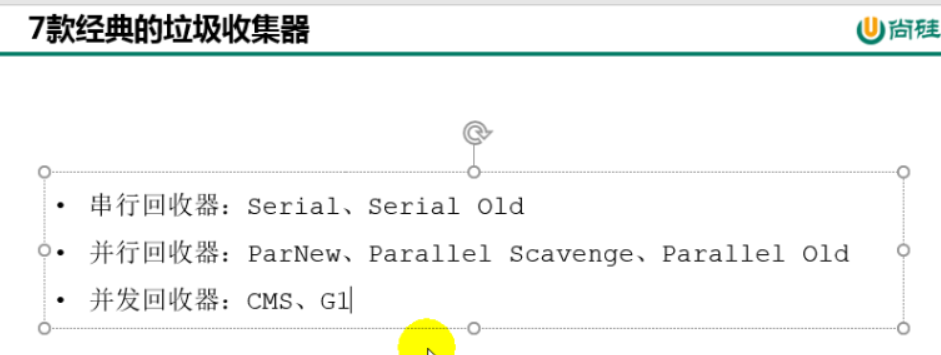 7款经典的垃圾收集器
尚硅
• 串行回收器：Serial、Serial Old
• 并行回收器：ParNew、Parallel Scavenge、Parallel Old
• 并发回收器：CMS、G1